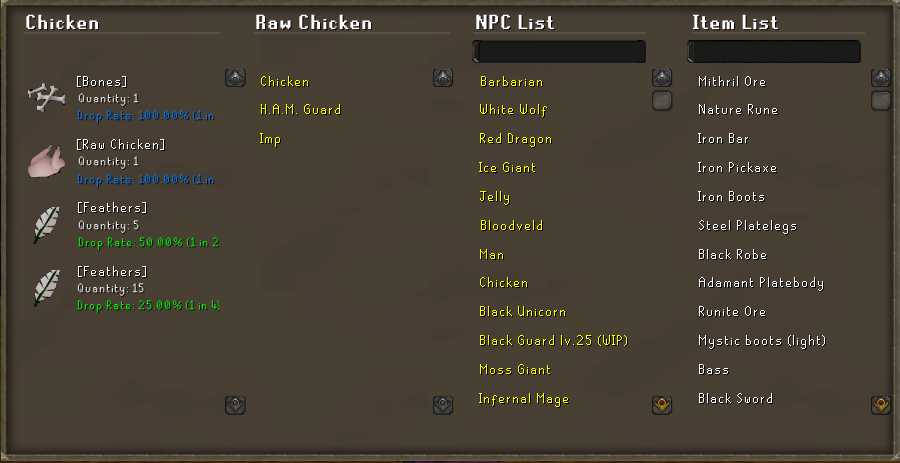 Chicken
[Bones]
Quantity: 1
Drop Rate: 100.00% (1 in
[Raw Chicken]
Quantity: 1
Drop Rate: 100.00% (1 in
[Feathers]
Quantity: 5
Drop Rate: 50.00% (1 in 2
[Feathers]
Quantity: 15
Drop Rate: 25.00% (1 in 4)
Raw Chicken
Chicken
H.A.M. Guard
Imp
NPC List
Barbarian
White Wolf
Red Dragon
Ice Giant
Jelly
Bloodveld
Man
Chicken
Black Unicorn
Black Guard lv.25 (WIP)
Moss Giant
Infernal Mage
Item List
Mithril Ore
Nature Rune
Iron Bar
Iron Pickaxe
Iron Boots
Steel Platelegs
Black Robe
Adamant Platebody
Runite Ore
Mystic boots (light)
Bass
Black Sword